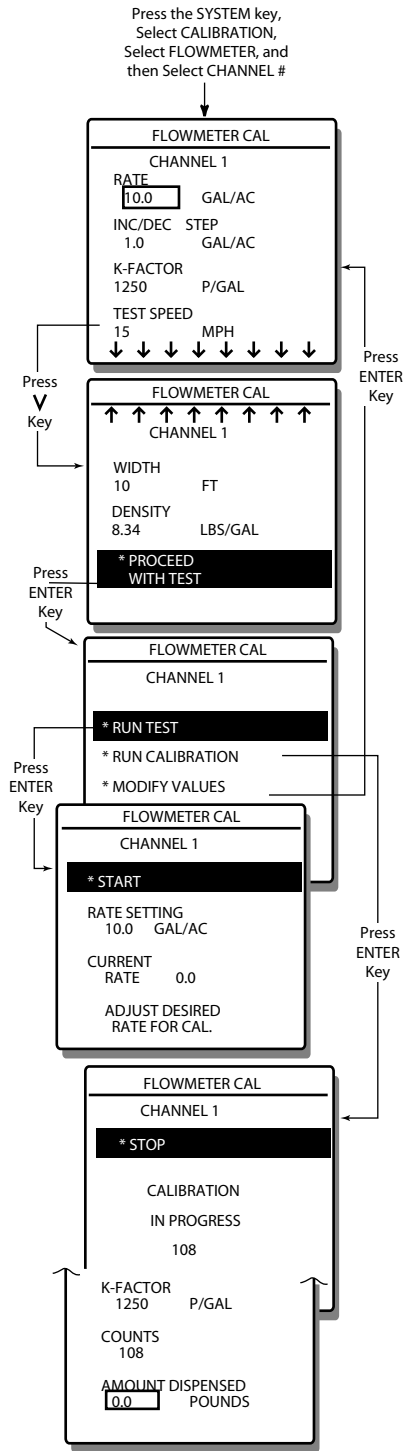 Press the SYSTEM key,
Select CALIBRATION,
Select FLOWMETER, and
then Select CHANNEL #
FLOWMETER CAL
CHANNEL 1
RATE
10.0 GAL/AC
INC/DEC STEP
1.0 GAL/AC
K-FACTOR
1250 P/GAL
TEST SPEED
15 MPH
Press
V
Key
Press
ENTER
Key
FLOWMETER CAL
CHANNEL 1
WIDTH
10 FT
DENSITY
8.34 LBS/GAL
* PROCEED
WITH TEST
Press
ENTER
Key
FLOWMETER CAL
CHANNEL 1
* RUN TEST
* RUN CALIBRATION
* MODIFY VALUES
Press
ENTER
Key
FLOWMETER CAL
CHANNEL 1
* START
RATE SETTING
10.0 GAL/AC
CURRENT
RATE 0.0
ADJUST DESIRED
RATE FOR CAL.
Press
ENTER
Key
FLOWMETER CAL
CHANNEL 1
* STOP
CALIBRATION
IN PROGRESS
108
K-FACTOR
1250 P/GAL
COUNTS
108
AMOUNT DISPENSED
0.0 POUNDS